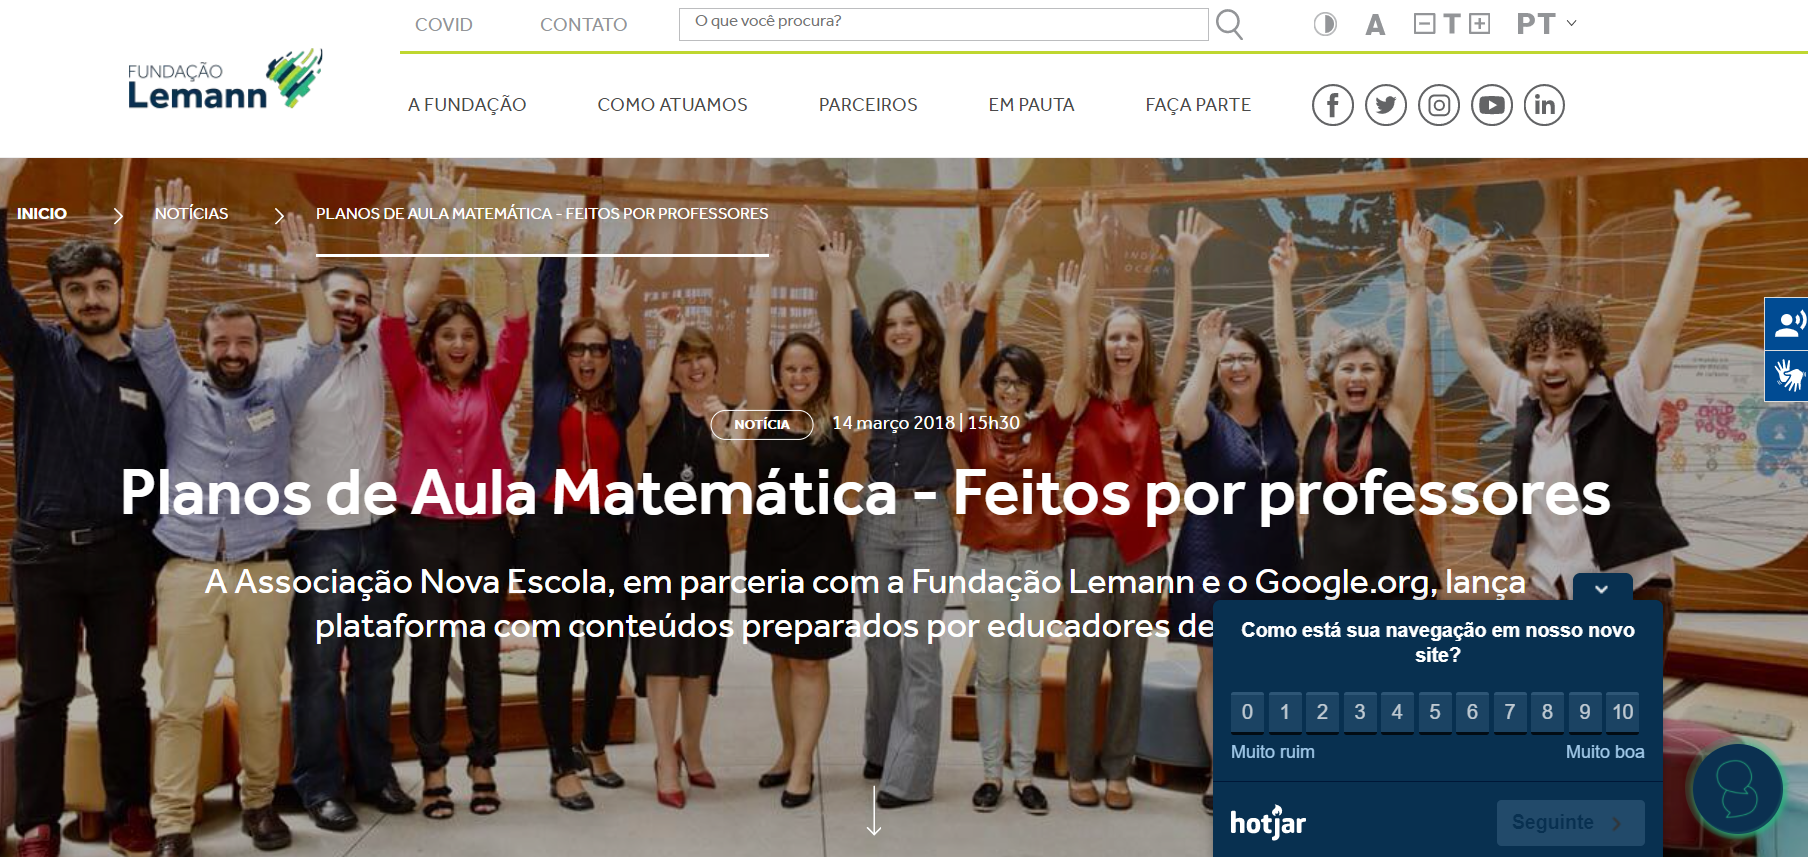 COVID
CONTATO
O que você procura?
A
T
PT
FUNDAÇÃO
Lemann
A FUNDAÇÃO
COMO ATUAMOS
PARCEIROS
EM PAUTA
FAÇA PARTE
INICIO
NOTÍCIAS
PLANOS DE AULA MATEMÁTICA - FEITOS POR PROFESSORES
NOTÍCIA
14 março 2018 | 15h30
Planos de Aula Matemática - Feitos por professores
A Associação Nova Escola, em parceria com a Fundação Lemann e o Google.org, lança
plataforma com conteúdos preparados por educadores de
Como está sua navegação em nosso novo
site?
0 1 2 3 4 5 6 7 8 9 10
Muito ruim
Muito boa
hotjar
Seguinte